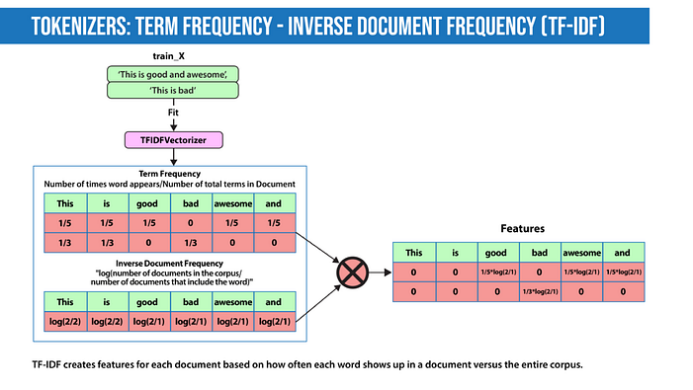 TOKENIZERS: TERM FREQUENCY - INVERSE DOCUMENT FREQUENCY (TF-IDF)
train_X
'This is good and awesome',
'This is bad'
Fit
TFIDFVectorizer
Term Frequency
Number of times word appears/Number of total terms in Document
This is good bad awesome and
1/5 1/5 1/5 0 1/5 1/5
1/3 1/3 0 1/3 0 0
Inverse Document Frequency
"log(number of documents in the corpus/
number of documents that include the word)"
This is good bad awesome and
log(2/2) log(2/2) log(2/1) log(2/1) log(2/1) log(2/1)
Features
This is good bad awesome and
0 0 1/5*log(2/1) 0 1/5*log(2/1) 1/5*log(2/1)
0 0 0 1/3*log(2/1) 0 0
TF-IDF creates features for each document based on how often each word shows up in a document versus the entire corpus.